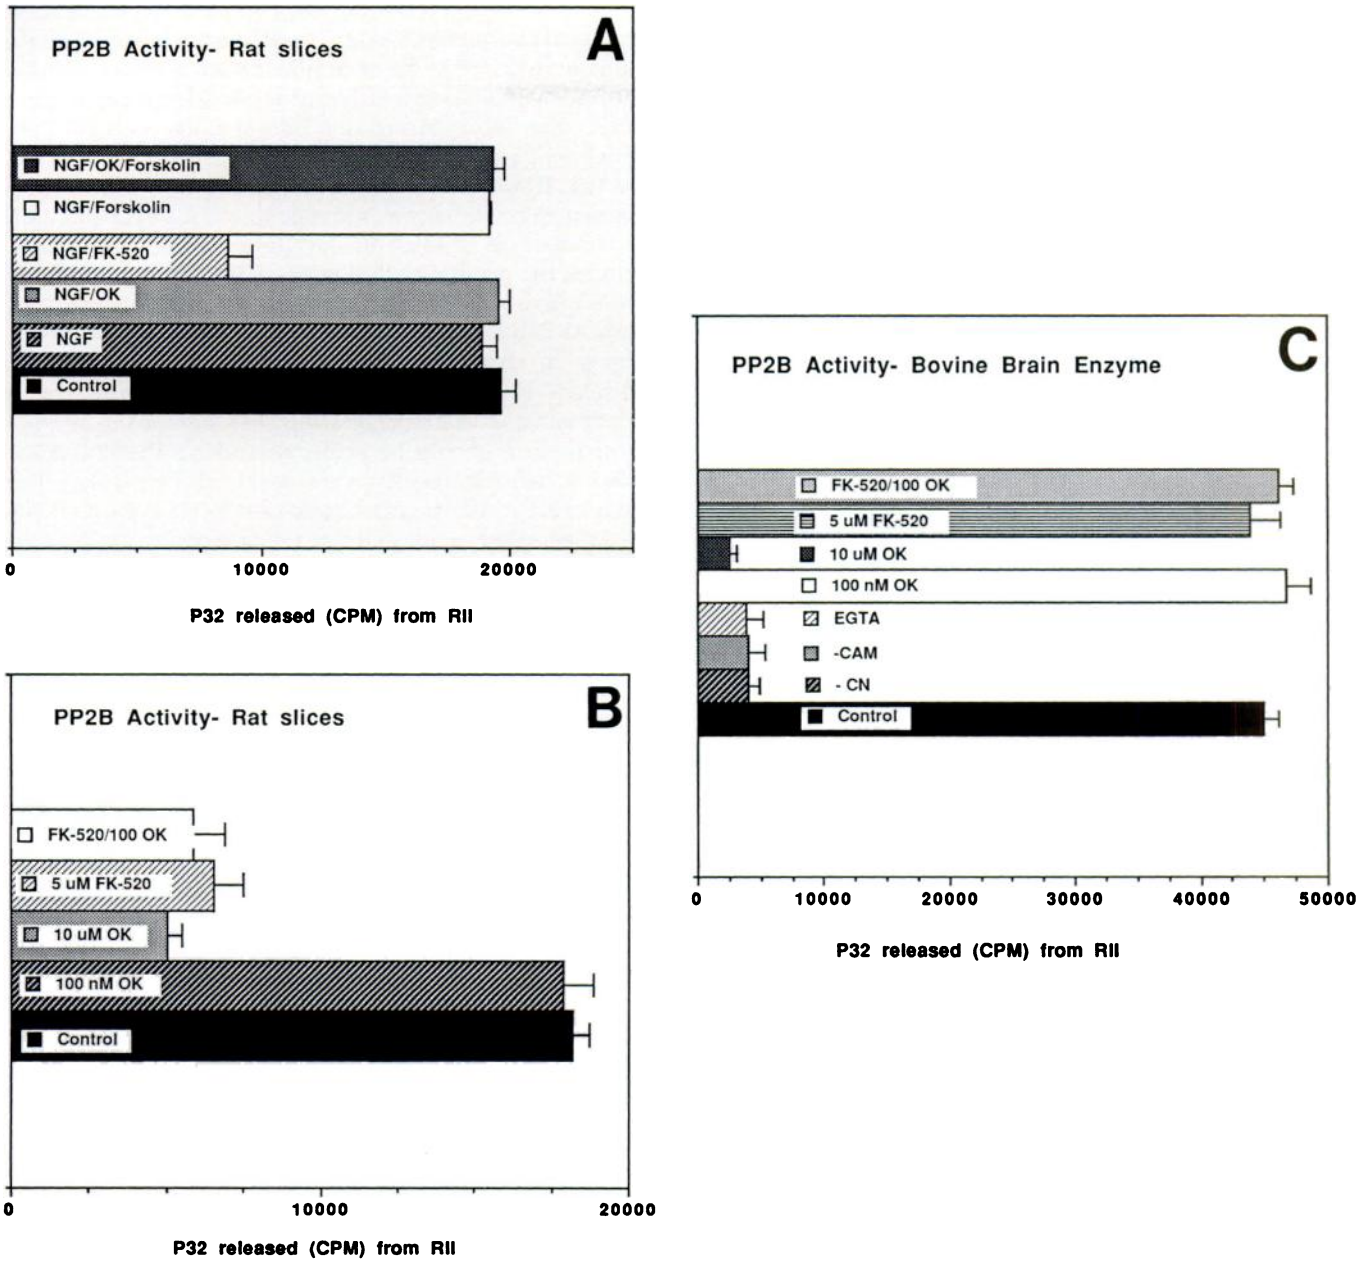 A
PP2B Activity- Rat slices
NGF/OK/Forskolin
NGF/Forskolin
NGF/FK-520
NGF/OK
NGF
Control
0 10000 20000
P32 released (CPM) from RII
B
PP2B Activity- Rat slices
FK-520/100 OK
5 uM FK-520
10 uM OK
100 nM OK
Control
0 10000 20000
P32 released (CPM) from RII
C
PP2B Activity- Bovine Brain Enzyme
FK-520/100 OK
5 uM FK-520
10 uM OK
100 nM OK
EGTA
-CAM
- CN
Control
0 10000 20000 30000 40000 50000
P32 released (CPM) from RII